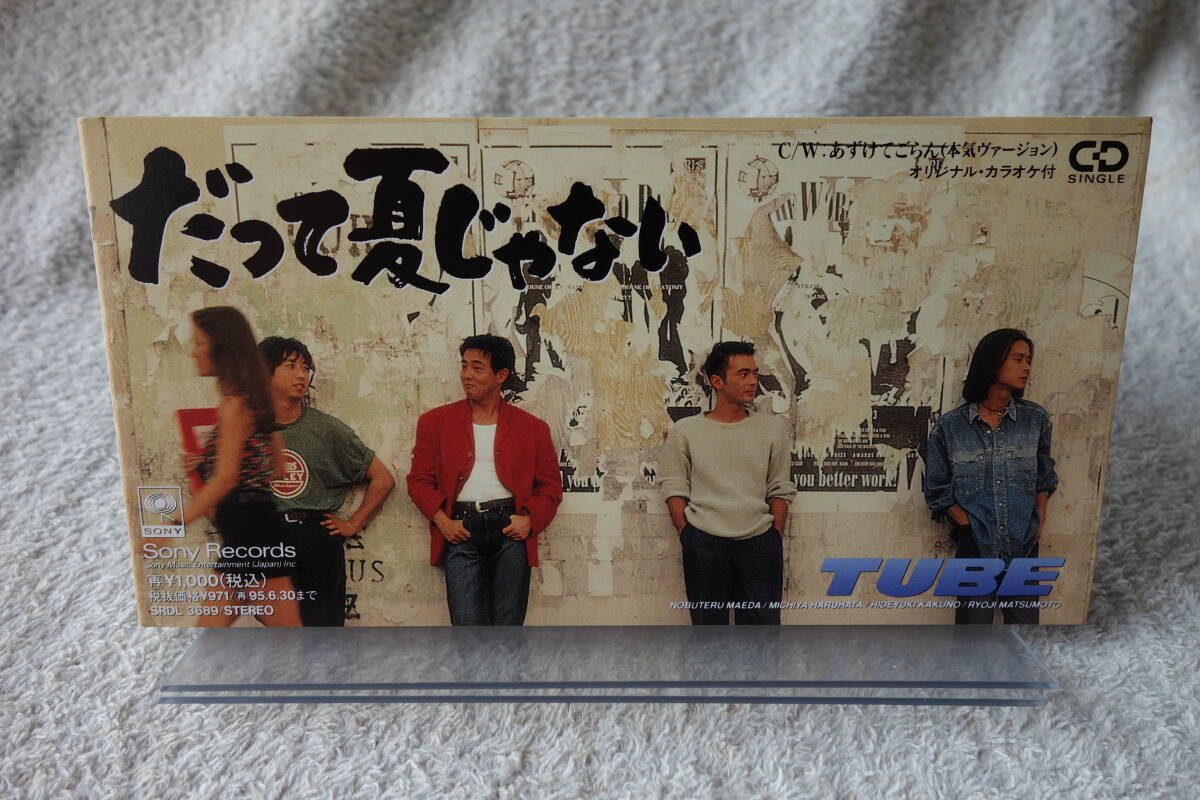 だって夏じゃない
C/W.あずけてごらん(本気ヴァージョン)
オリジナル・カラオケ付
CD
SINGLE
you better work!
SONY
Sony Records
Sony Music Entertainment (Japan) Inc.
再¥1,000(税込)
税抜価格¥971/再95.6.30まで
SRDL 3689/STEREO
TUBE
NOBUTERU MAEDA / MICHIYA HARUHATA / HIDEYUKI KAKUNO / RYOJI MATSUMOTO